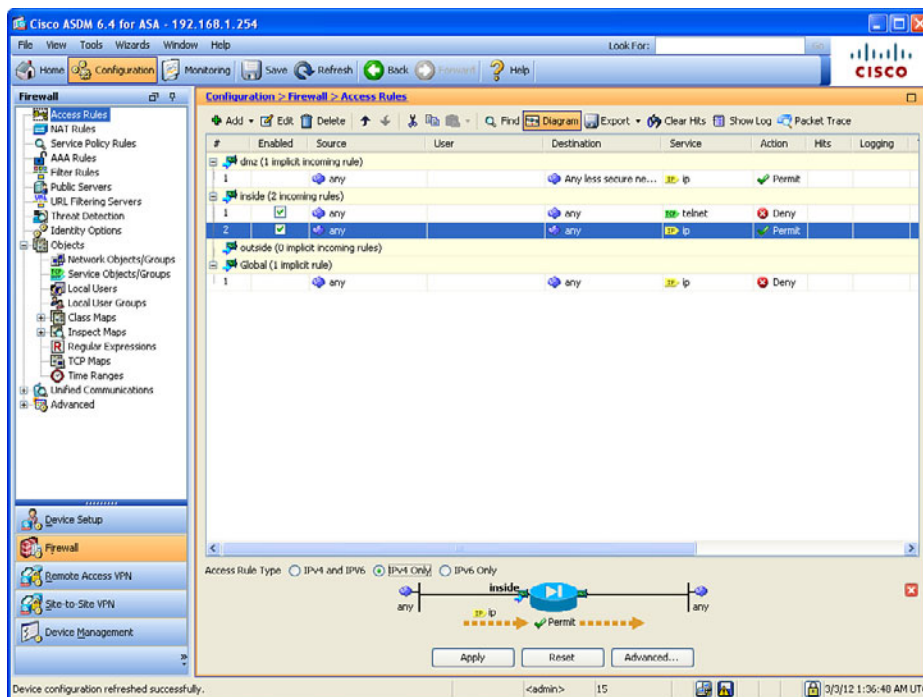 Cisco ASDM 6.4 for ASA - 192.168.1.254
File View Tools Wizards Window Help
Look For:
Go
Home Configuration Monitoring Save Refresh Back Forward Help
CISCO
Firewall
Access Rules
NAT Rules
Service Policy Rules
AAA Rules
Filter Rules
Public Servers
URL Filtering Servers
Threat Detection
Identity Options
Objects
Network Objects/Groups
Service Objects/Groups
Local Users
Local User Groups
Class Maps
Inspect Maps
Regular Expressions
TCP Maps
Time Ranges
Unified Communications
Advanced
Device Setup
Firewall
Remote Access VPN
Site-to-Site VPN
Device Management
Configuration > Firewall > Access Rules
Add Edit Delete Find Diagram Export Clear Hits Show Log Packet Trace
# Enabled Source User Destination Service Action Hits Logging
dmz (1 implicit incoming rule)
1 any Any less secure ne... ip Permit
inside (2 incoming rules)
1 any any telnet Deny
2 any any ip Permit
outside (0 implicit incoming rules)
Global (1 implicit rule)
1 any any ip Deny
Access Rule Type IPv4 and IPv6 IPv4 Only IPv6 Only
inside
any any
ip Permit
Apply Reset Advanced...
Device configuration refreshed successfully. <admin> 15 3/3/12 1:36:48 AM UT